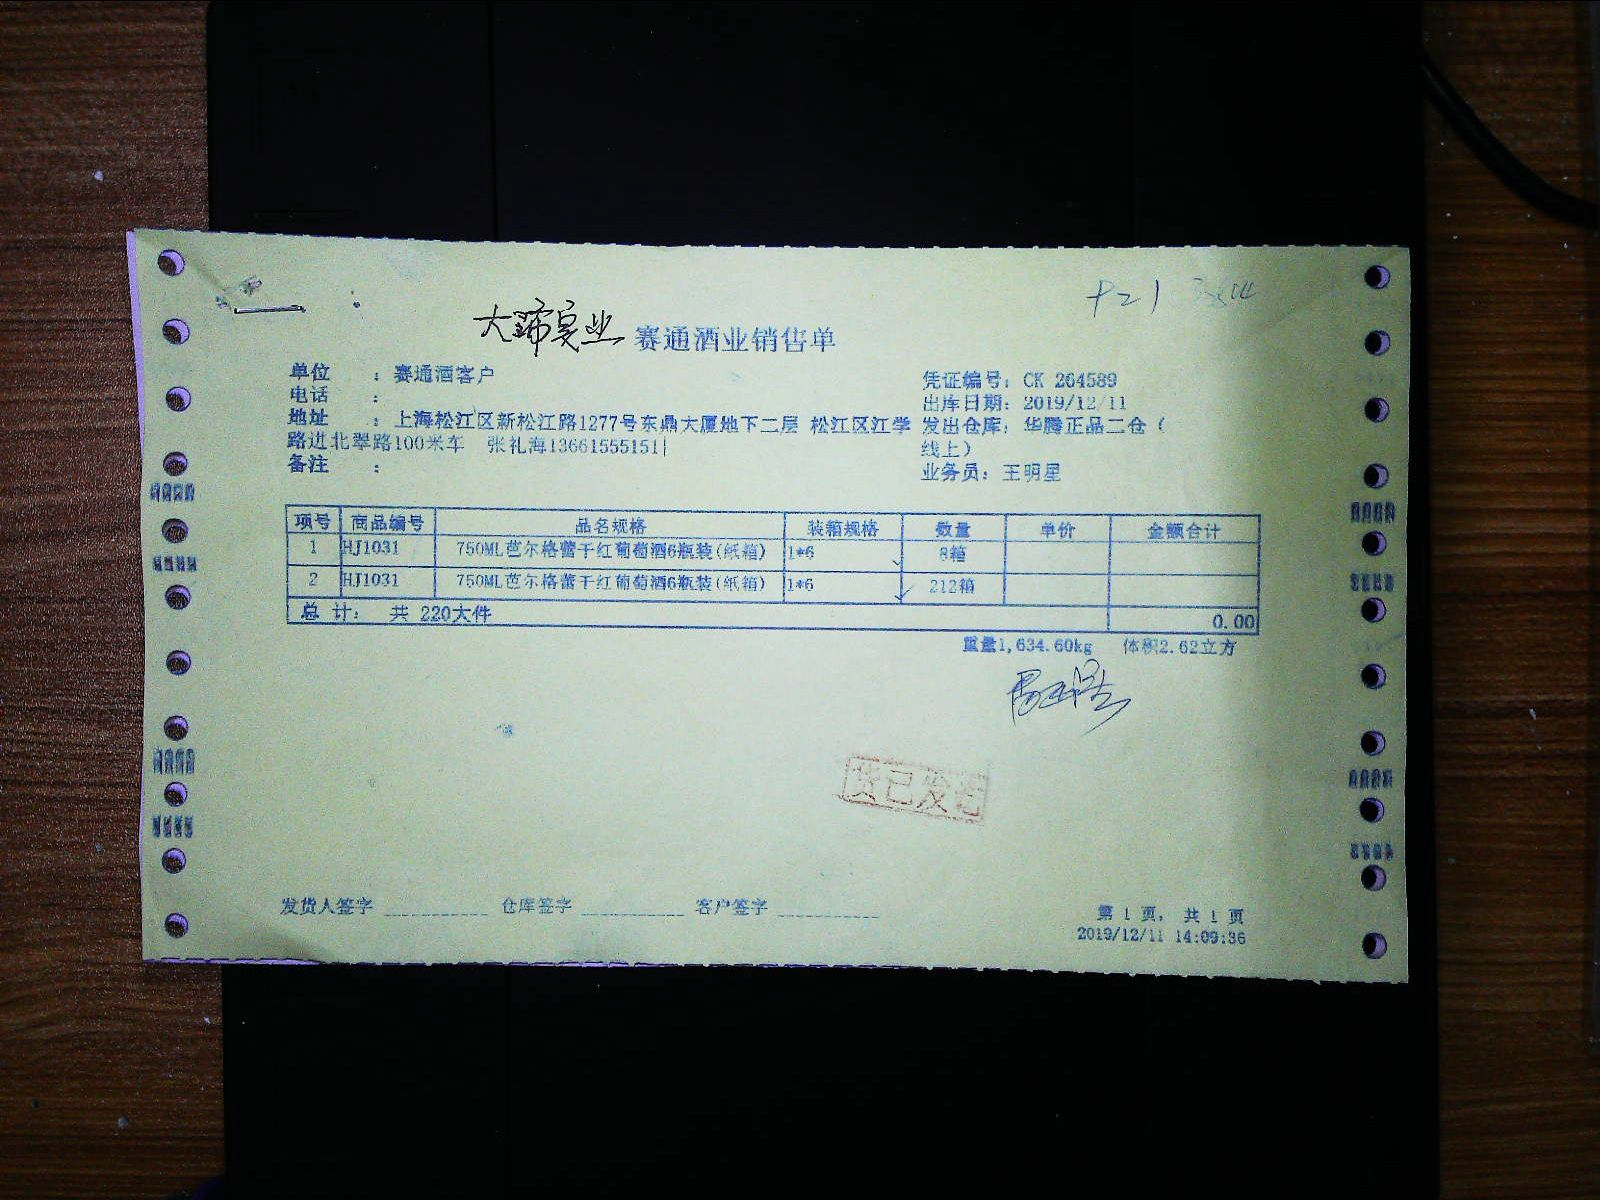 赛通酒业销售单
单位 ：赛通酒客户
电话 ：
地址 ：上海松江区新松江路1277号东鼎大厦地下二层 松江区江学
路进北翠路100米车 张礼海13661555151
备注 ：
凭证编号：CK 264589
出库日期：2019/12/11
发出仓库：华腾正品二仓（
线上）
业务员：王明星
项号 商品编号 品名规格 装箱规格 数量 单价 金额合计
1 HJ1031 750ML芭尔格蕾干红葡萄酒6瓶装(纸箱) 1*6 8箱
2 HJ1031 750ML芭尔格蕾干红葡萄酒6瓶装(纸箱) 1*6 212箱
总 计： 共 220大件 0.00
重量1,634.60kg 体积2.62立方
货已发讫
发货人签字 仓库签字 客户签字
第 1 页， 共 1 页
2019/12/11 14:09:36